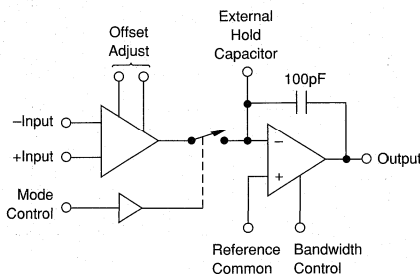 Offset
Adjust
External
Hold
Capacitor
100pF
–Input
+Input
Mode
Control
–
+
Output
Reference
Common
Bandwidth
Control